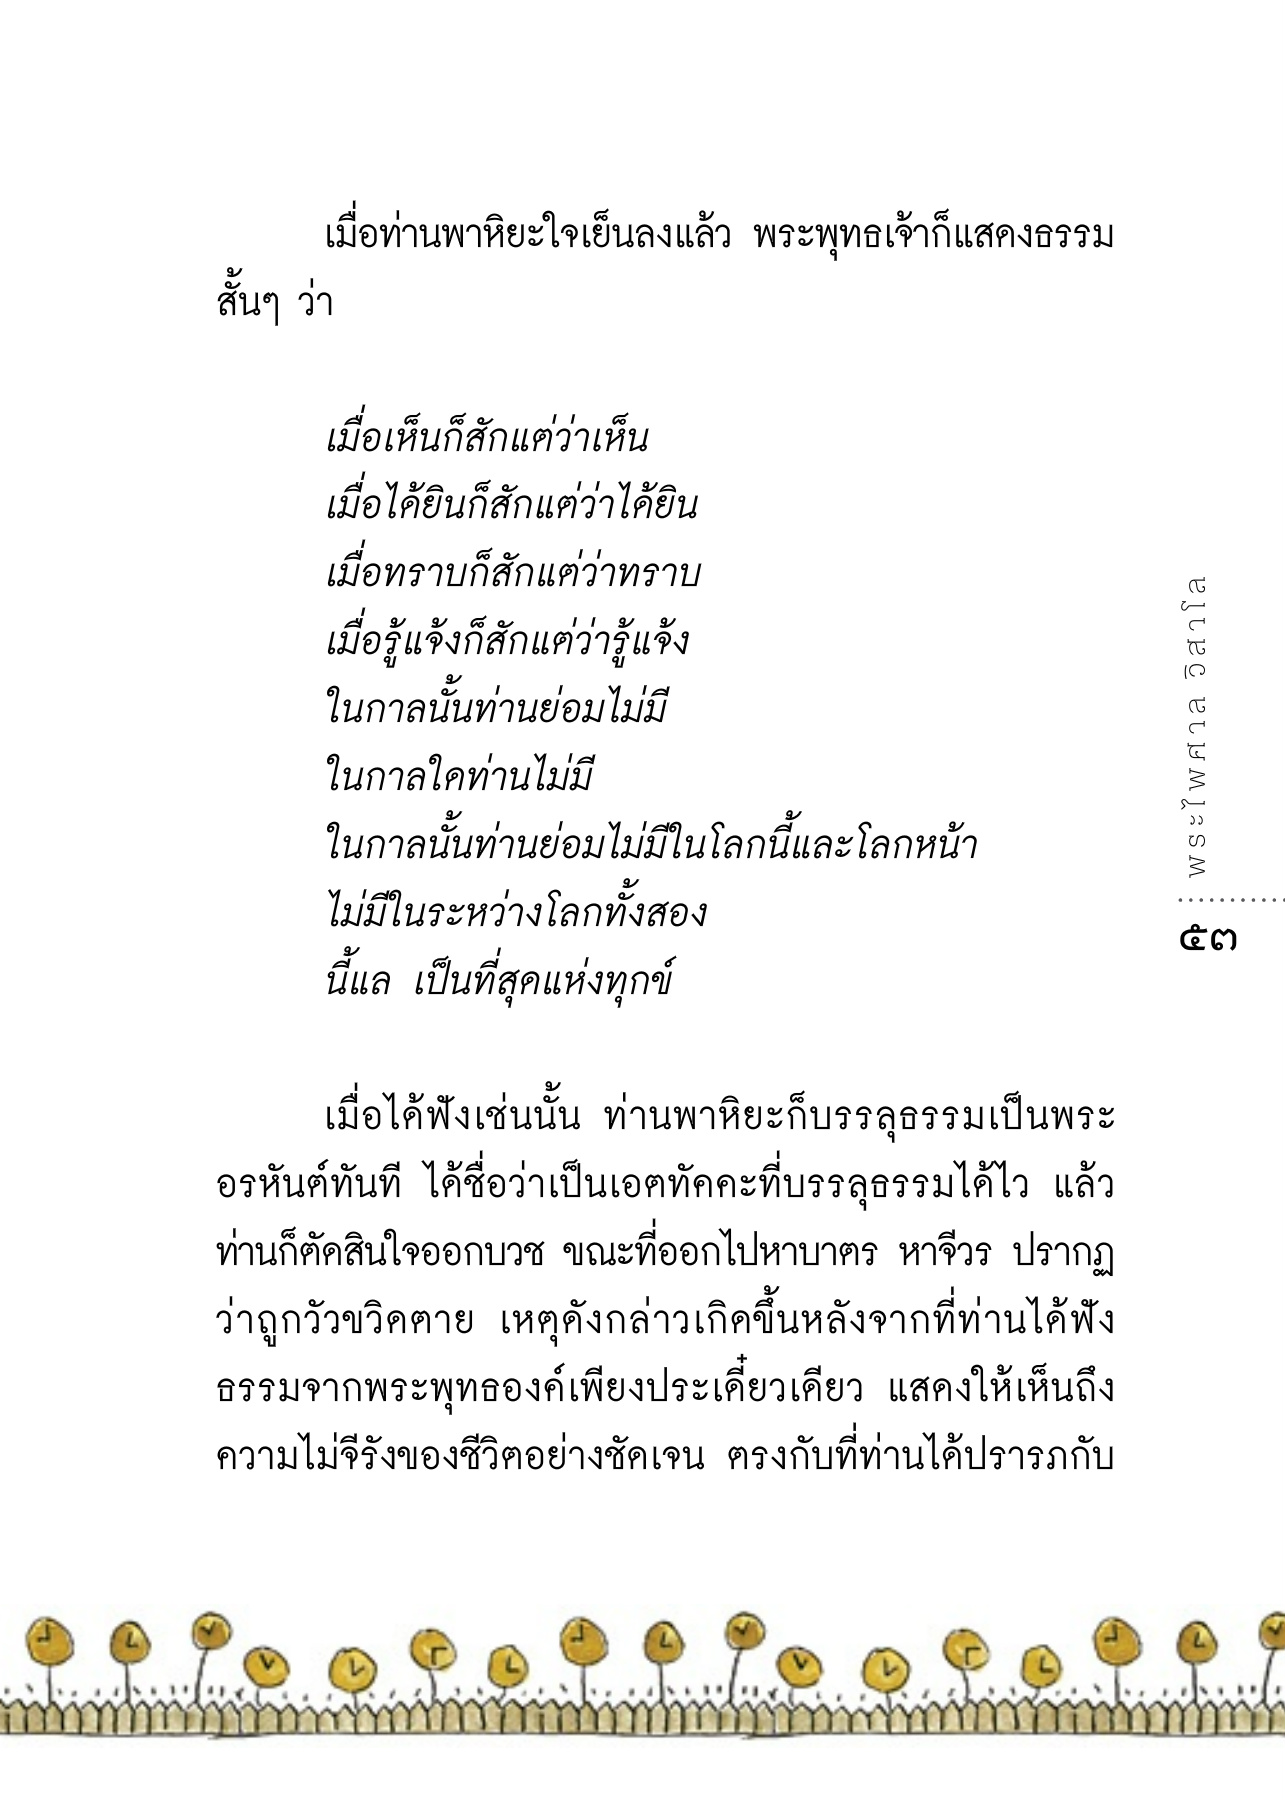 เมื่อท่านพาหิยะใจเย็นลงแล้ว พระพุทธเจ้าก็แสดงธรรม
สั้นๆ ว่า
เมื่อเห็นก็สักแต่ว่าเห็น
เมื่อได้ยินก็สักแต่ว่าได้ยิน
เมื่อทราบก็สักแต่ว่าทราบ
เมื่อรู้แจ้งก็สักแต่ว่ารู้แจ้ง
ในกาลนั้นท่านย่อมไม่มี
ในกาลใดท่านไม่มี
ในกาลนั้นท่านย่อมไม่มีในโลกนี้และโลกหน้า
ไม่มีในระหว่างโลกทั้งสอง
นี้แล เป็นที่สุดแห่งทุกข์
เมื่อได้ฟังเช่นนั้น ท่านพาหิยะก็บรรลุธรรมเป็นพระ
อรหันต์ทันที ได้ชื่อว่าเป็นเอตทัคคะที่บรรลุธรรมได้ไว แล้ว
ท่านก็ตัดสินใจออกบวช ขณะที่ออกไปหาบาตร หาจีวร ปรากฏ
ว่าถูกวัวขวิดตาย เหตุดังกล่าวเกิดขึ้นหลังจากที่ท่านได้ฟัง
ธรรมจากพระพุทธองค์เพียงประเดี๋ยวเดียว แสดงให้เห็นถึง
ความไม่จีรังของชีวิตอย่างชัดเจน ตรงกับที่ท่านได้ปรารภกับ
พระไพศาล วิสาโล
๕๓